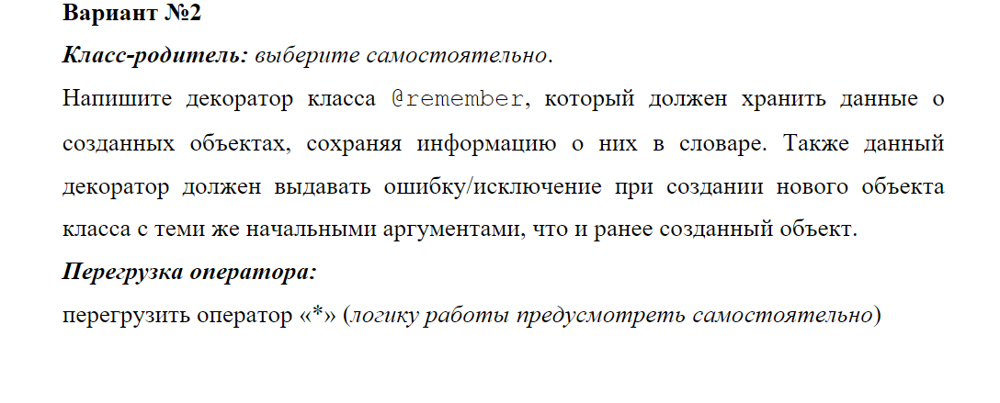 Вариант №2
Класс-родитель: выберите самостоятельно.
Напишите декоратор класса @remember, который должен хранить данные о
созданных объектах, сохраняя информацию о них в словаре. Также данный
декоратор должен выдавать ошибку/исключение при создании нового объекта
класса с теми же начальными аргументами, что и ранее созданный объект.
Перегрузка оператора:
перегрузить оператор «*» (логику работы предусмотреть самостоятельно)